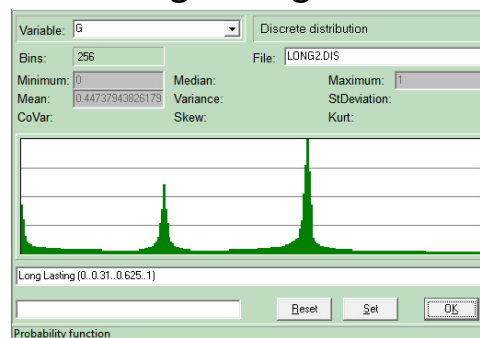 Variable: G Discrete distribution
Bins: 256 File: LONG2.DIS
Minimum: 0 Median: Maximum: 1
Mean: 0.44737943826179 Variance: StDeviation:
CoVar: Skew: Kurt:
Long Lasting (0..0.31..0.625..1)
Reset Set OK
Probability function